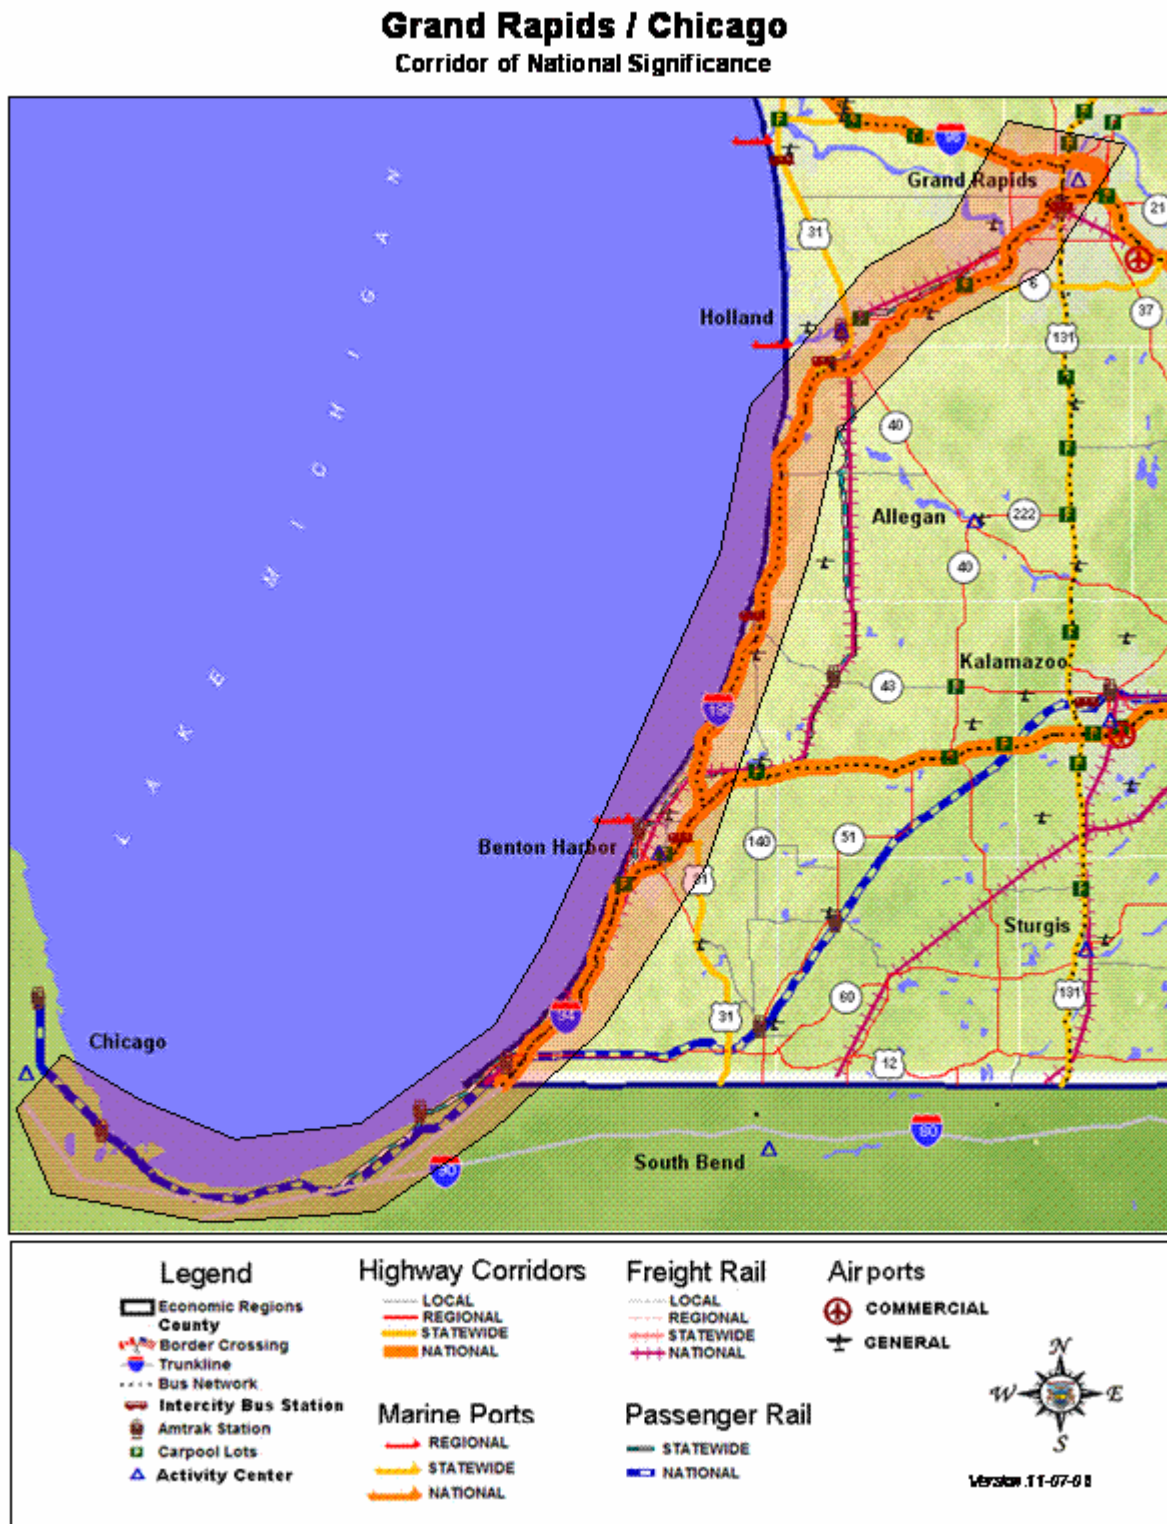 Grand Rapids / Chicago
Corridor of National Significance
Grand Rapids
21
31
6
37
Holland
131
40
Allegan
222
40
LAKE MICHIGAN
Kalamazoo
43
196
Benton Harbor
140
51
31
Sturgis
94
31
60
131
12
Chicago
80
South Bend
Legend
Economic Regions
County
Border Crossing
Trunkline
Bus Network
Intercity Bus Station
Amtrak Station
Carpool Lots
Activity Center
Highway Corridors
LOCAL
REGIONAL
STATEWIDE
NATIONAL
Marine Ports
REGIONAL
STATEWIDE
NATIONAL
Freight Rail
LOCAL
REGIONAL
STATEWIDE
NATIONAL
Passenger Rail
STATEWIDE
NATIONAL
Airports
COMMERCIAL
GENERAL
N
W E
S